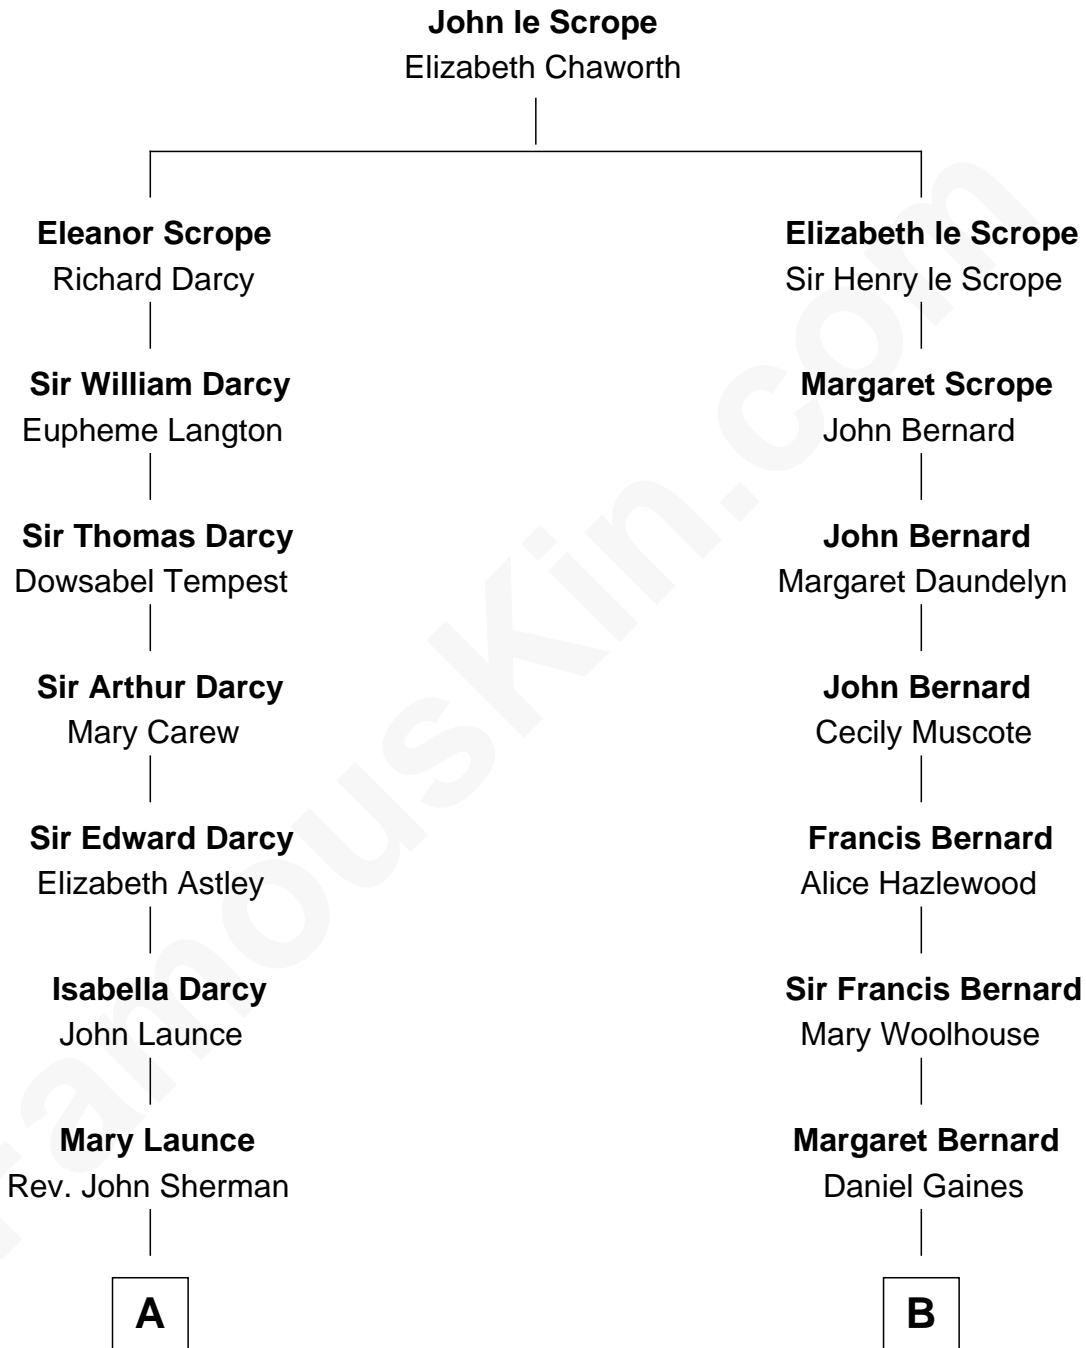 John le Scrope
Elizabeth Chaworth
Eleanor Scrope
Richard Darcy
Sir William Darcy
Eupheme Langton
Sir Thomas Darcy
Dowsabel Tempest
Sir Arthur Darcy
Mary Carew
Sir Edward Darcy
Elizabeth Astley
Isabella Darcy
John Launce
Mary Launce
Rev. John Sherman
A
Elizabeth le Scrope
Sir Henry le Scrope
Margaret Scrope
John Bernard
John Bernard
Margaret Daundelyn
John Bernard
Cecily Muscote
Francis Bernard
Alice Hazlewood
Sir Francis Bernard
Mary Woolhouse
Margaret Bernard
Daniel Gaines
B
FamousKin.com